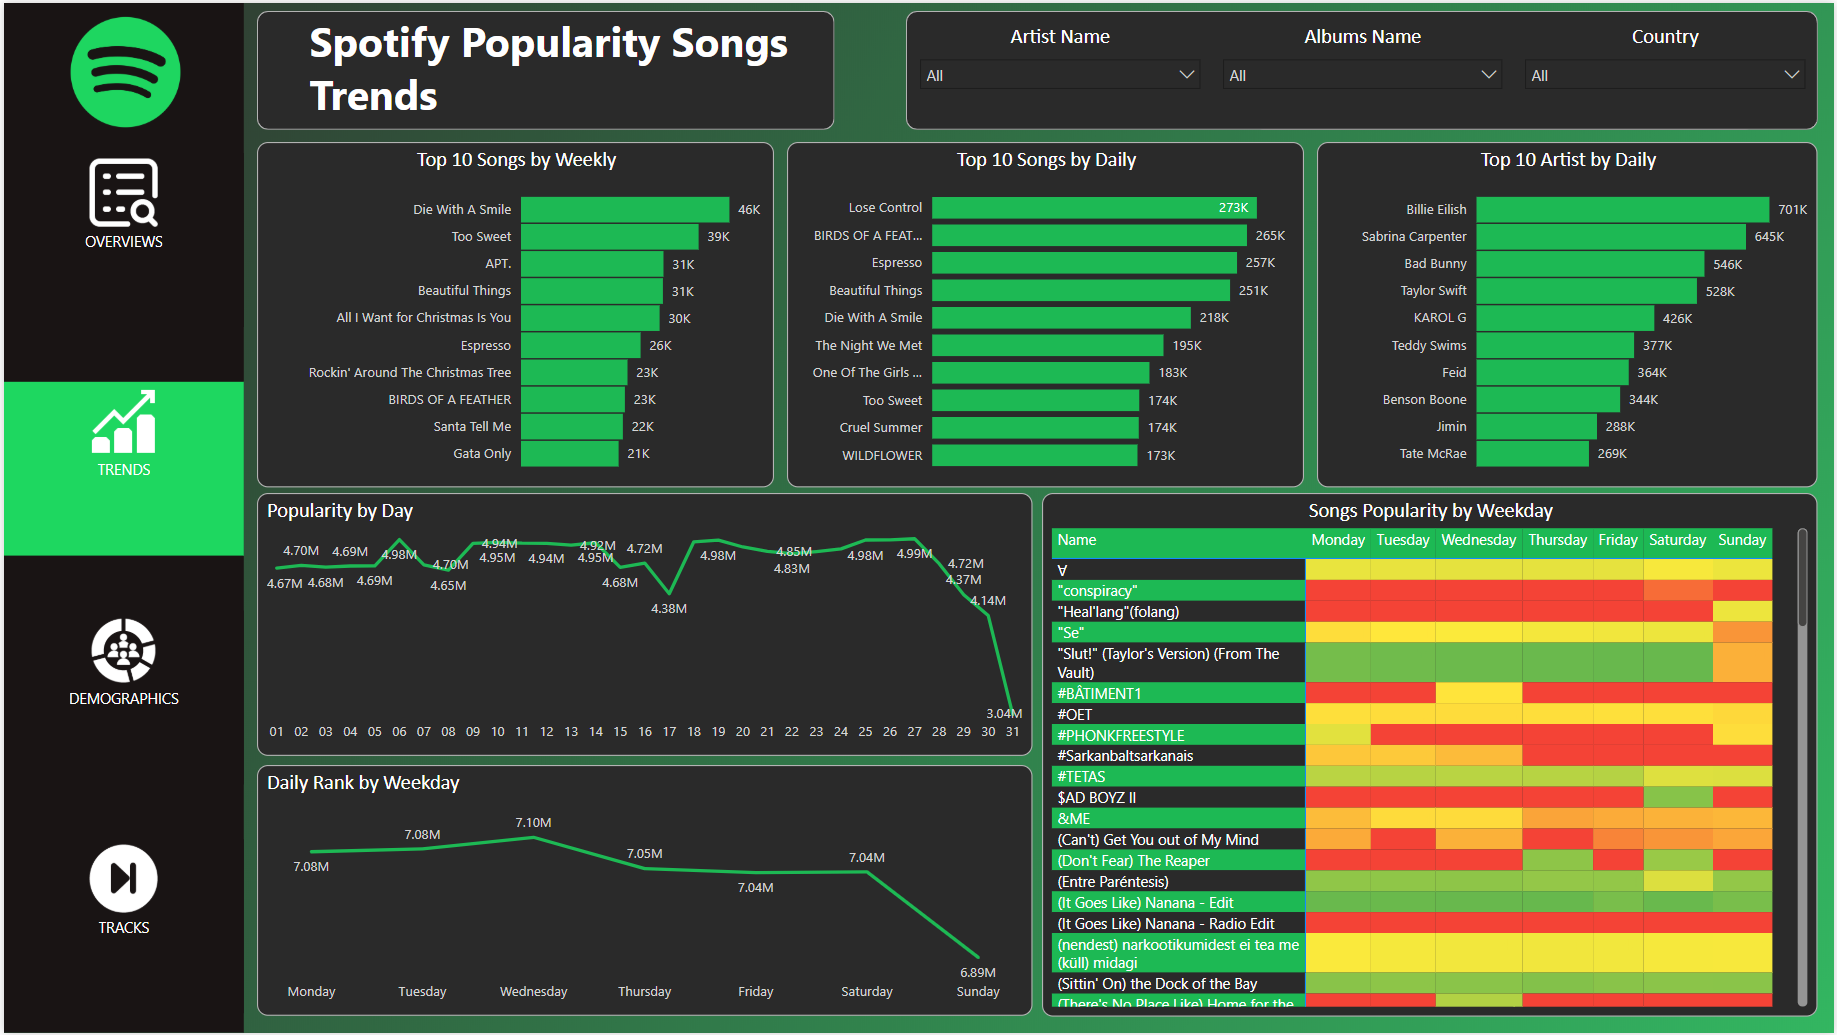 Spotify Popularity Songs
Trends
Artist Name
Albums Name
Country
All
All
All
OVERVIEWS
TRENDS
DEMOGRAPHICS
TRACKS
Top 10 Songs by Weekly
Die With A Smile 46K
Too Sweet 39K
APT. 31K
Beautiful Things 31K
All I Want for Christmas Is You 30K
Espresso 26K
Rockin' Around The Christmas Tree 23K
BIRDS OF A FEATHER 23K
Santa Tell Me 22K
Gata Only 21K
Top 10 Songs by Daily
Lose Control 273K
BIRDS OF A FEAT... 265K
Espresso 257K
Beautiful Things 251K
Die With A Smile 218K
The Night We Met 195K
One Of The Girls ... 183K
Too Sweet 174K
Cruel Summer 174K
WILDFLOWER 173K
Top 10 Artist by Daily
Billie Eilish 701K
Sabrina Carpenter 645K
Bad Bunny 546K
Taylor Swift 528K
KAROL G 426K
Teddy Swims 377K
Feid 364K
Benson Boone 344K
Jimin 288K
Tate McRae 269K
Popularity by Day
4.67M 4.70M 4.68M 4.69M 4.69M 4.98M 4.70M 4.65M 4.94M 4.95M 4.94M 4.92M 4.95M 4.68M 4.72M 4.38M 4.98M 4.85M 4.83M 4.98M 4.99M 4.72M 4.37M 4.14M 3.04M
01 02 03 04 05 06 07 08 09 10 11 12 13 14 15 16 17 18 19 20 21 22 23 24 25 26 27 28 29 30 31
Daily Rank by Weekday
7.08M 7.08M 7.10M 7.05M 7.04M 7.04M 6.89M
Monday Tuesday Wednesday Thursday Friday Saturday Sunday
Songs Popularity by Weekday
Name Monday Tuesday Wednesday Thursday Friday Saturday Sunday
∀
"conspiracy"
"Heal'lang"(folang)
"Se"
"Slut!" (Taylor's Version) (From The
Vault)
#BÂTIMENT1
#OET
#PHONKFREESTYLE
#Sarkanbaltsarkanais
#TETAS
$AD BOYZ II
&ME
(Can't) Get You out of My Mind
(Don't Fear) The Reaper
(Entre Paréntesis)
(It Goes Like) Nanana - Edit
(It Goes Like) Nanana - Radio Edit
(nendest) narkootikumidest ei tea me
(küll) midagi
(Sittin' On) the Dock of the Bay
(There's No Place Like) Home for the